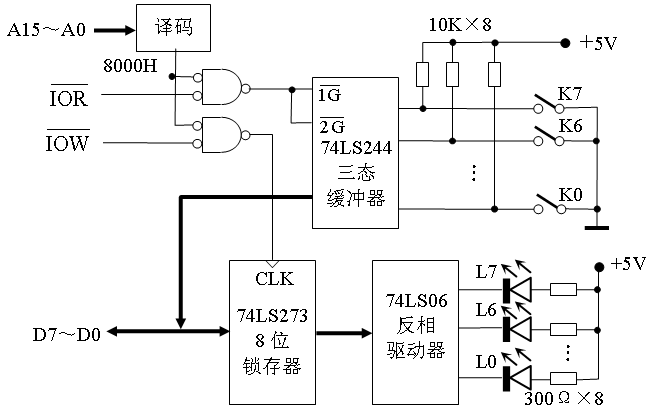 A15～A0
译码
8000H
IOR
IOW
10K×8
+5V
1G
2G
74LS244
三态
缓冲器
K7
K6
⋮
K0
CLK
74LS273
8位
锁存器
D7～D0
74LS06
反相
驱动器
L7
L6
L0
+5V
⋮
300Ω×8